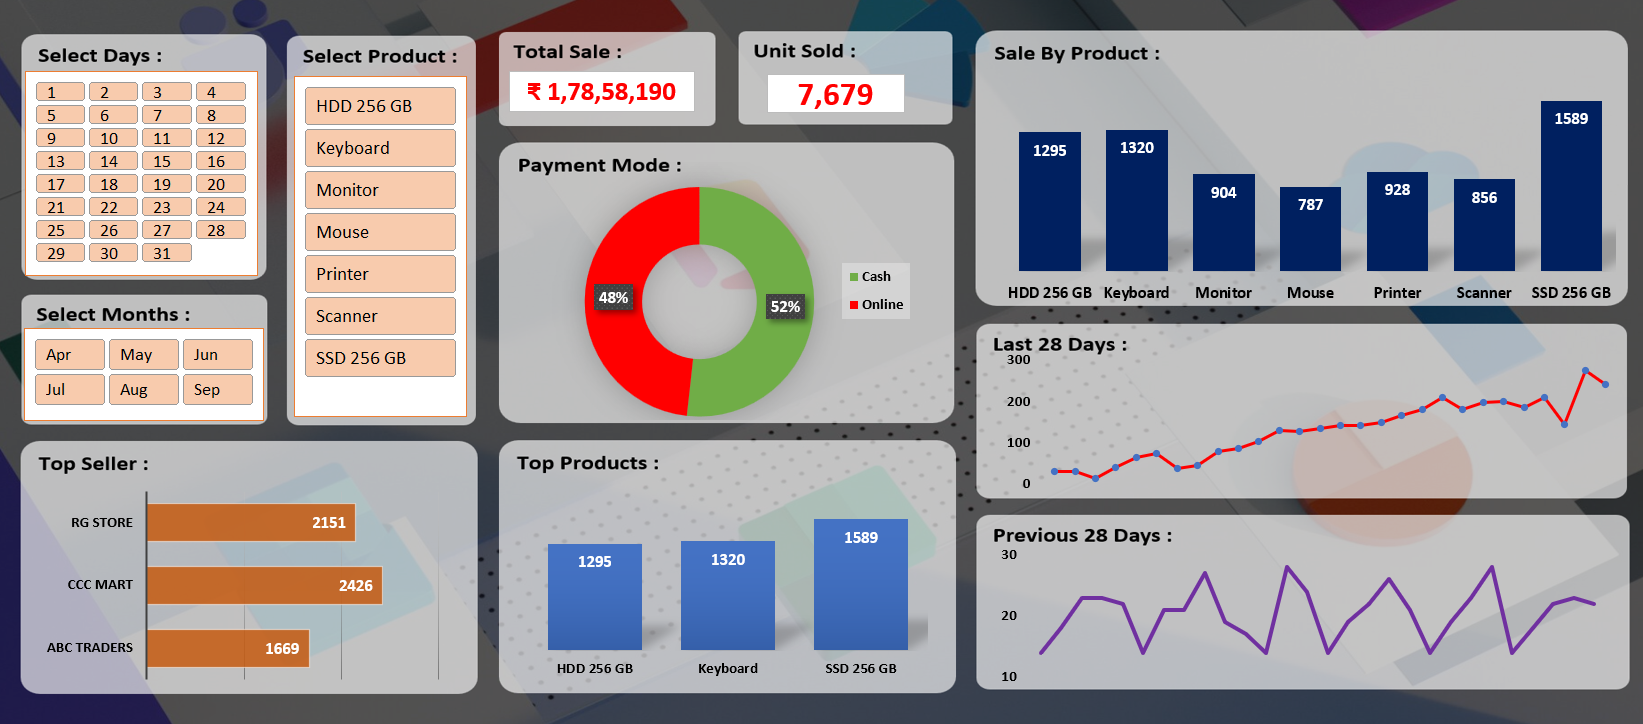 Select Days :
1 2 3 4
5 6 7 8
9 10 11 12
13 14 15 16
17 18 19 20
21 22 23 24
25 26 27 28
29 30 31
Select Months :
Apr May Jun
Jul Aug Sep
Select Product :
HDD 256 GB
Keyboard
Monitor
Mouse
Printer
Scanner
SSD 256 GB
Total Sale :
₹ 1,78,58,190
Unit Sold :
7,679
Payment Mode :
48%
52%
Cash
Online
Sale By Product :
1295 1320 904 787 928 856 1589
HDD 256 GB Keyboard Monitor Mouse Printer Scanner SSD 256 GB
Last 28 Days :
300
200
100
0
Top Seller :
RG STORE 2151
CCC MART 2426
ABC TRADERS 1669
Top Products :
1295 1320 1589
HDD 256 GB Keyboard SSD 256 GB
Previous 28 Days :
30
20
10